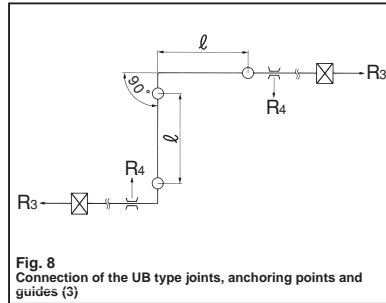 ℓ
R3
90°
R4
ℓ
R4
R3
Fig. 8
Connection of the UB type joints, anchoring points and
guides (3)